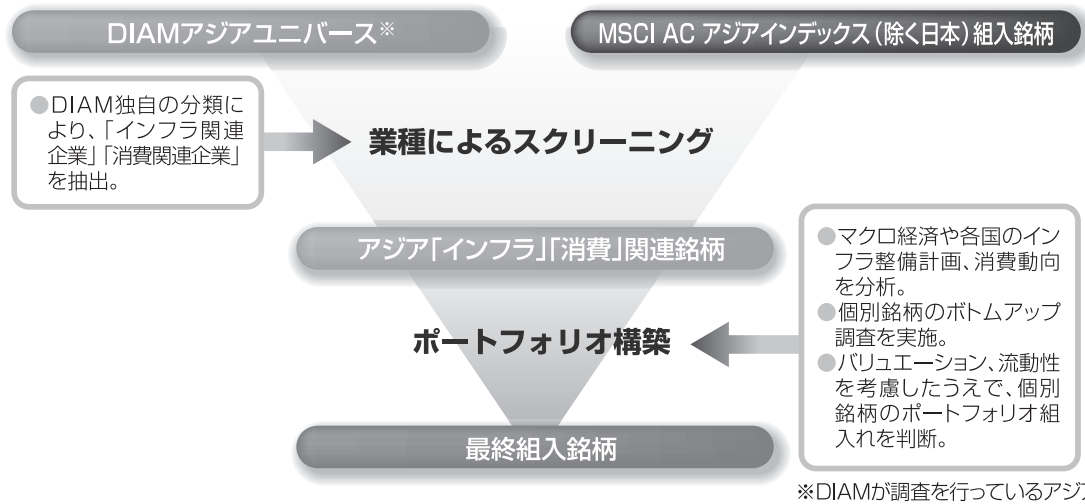 DIAMアジアユニバース※
MSCI AC アジアインデックス(除く日本)組入銘柄
●DIAM独自の分類に
より、「インフラ関連
企業」「消費関連企業」
を抽出。
業種によるスクリーニング
アジア「インフラ」「消費」関連銘柄
●マクロ経済や各国のイン
フラ整備計画、消費動向
を分析。
●個別銘柄のボトムアップ
調査を実施。
●バリュエーション、流動性
を考慮したうえで、個別
銘柄のポートフォリオ組
入れを判断。
ポートフォリオ構築
最終組入銘柄
※DIAMが調査を行っているアジ